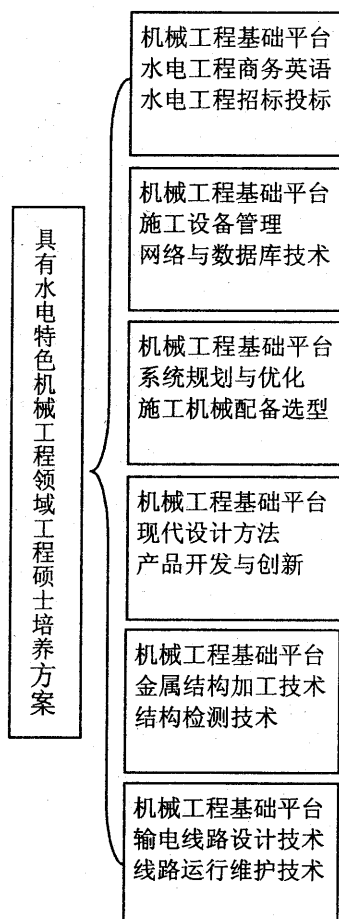 具有水电特色机械工程领域工程硕士培养方案
机械工程基础平台
水电工程商务英语
水电工程招标投标
机械工程基础平台
施工设备管理
网络与数据库技术
机械工程基础平台
系统规划与优化
施工机械配备选型
机械工程基础平台
现代设计方法
产品开发与创新
机械工程基础平台
金属结构加工技术
结构检测技术
机械工程基础平台
输电线路设计技术
线路运行维护技术